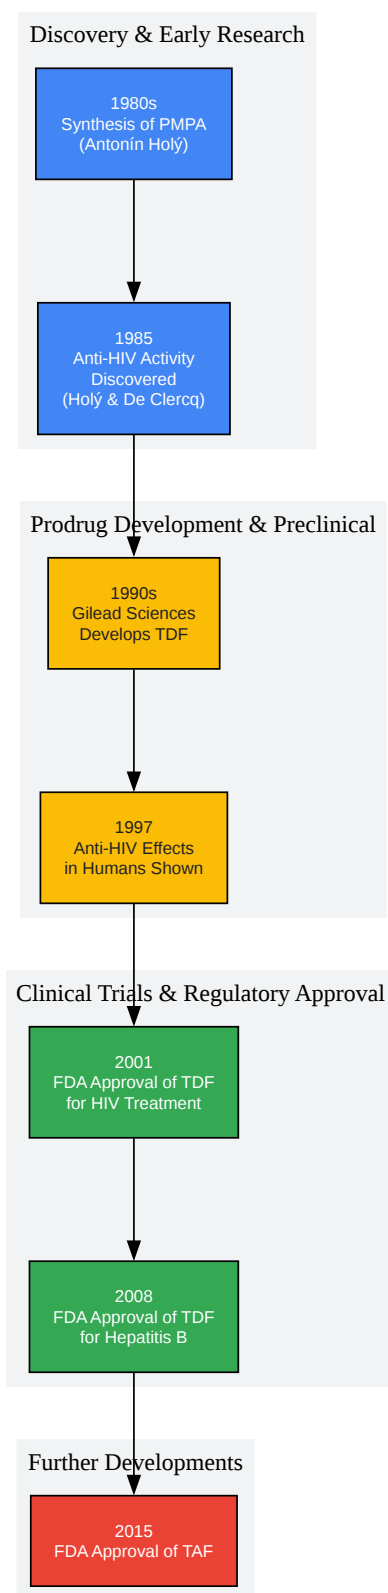 Discovery & Early Research
1980s
Synthesis of PMPA
(Antonín Holý)
1985
Anti-HIV Activity
Discovered
(Holý & De Clercq)
Prodrug Development & Preclinical
1990s
Gilead Sciences
Develops TDF
1997
Anti-HIV Effects
in Humans Shown
Clinical Trials & Regulatory Approval
2001
FDA Approval of TDF
for HIV Treatment
2008
FDA Approval of TDF
for Hepatitis B
Further Developments
2015
FDA Approval of TAF